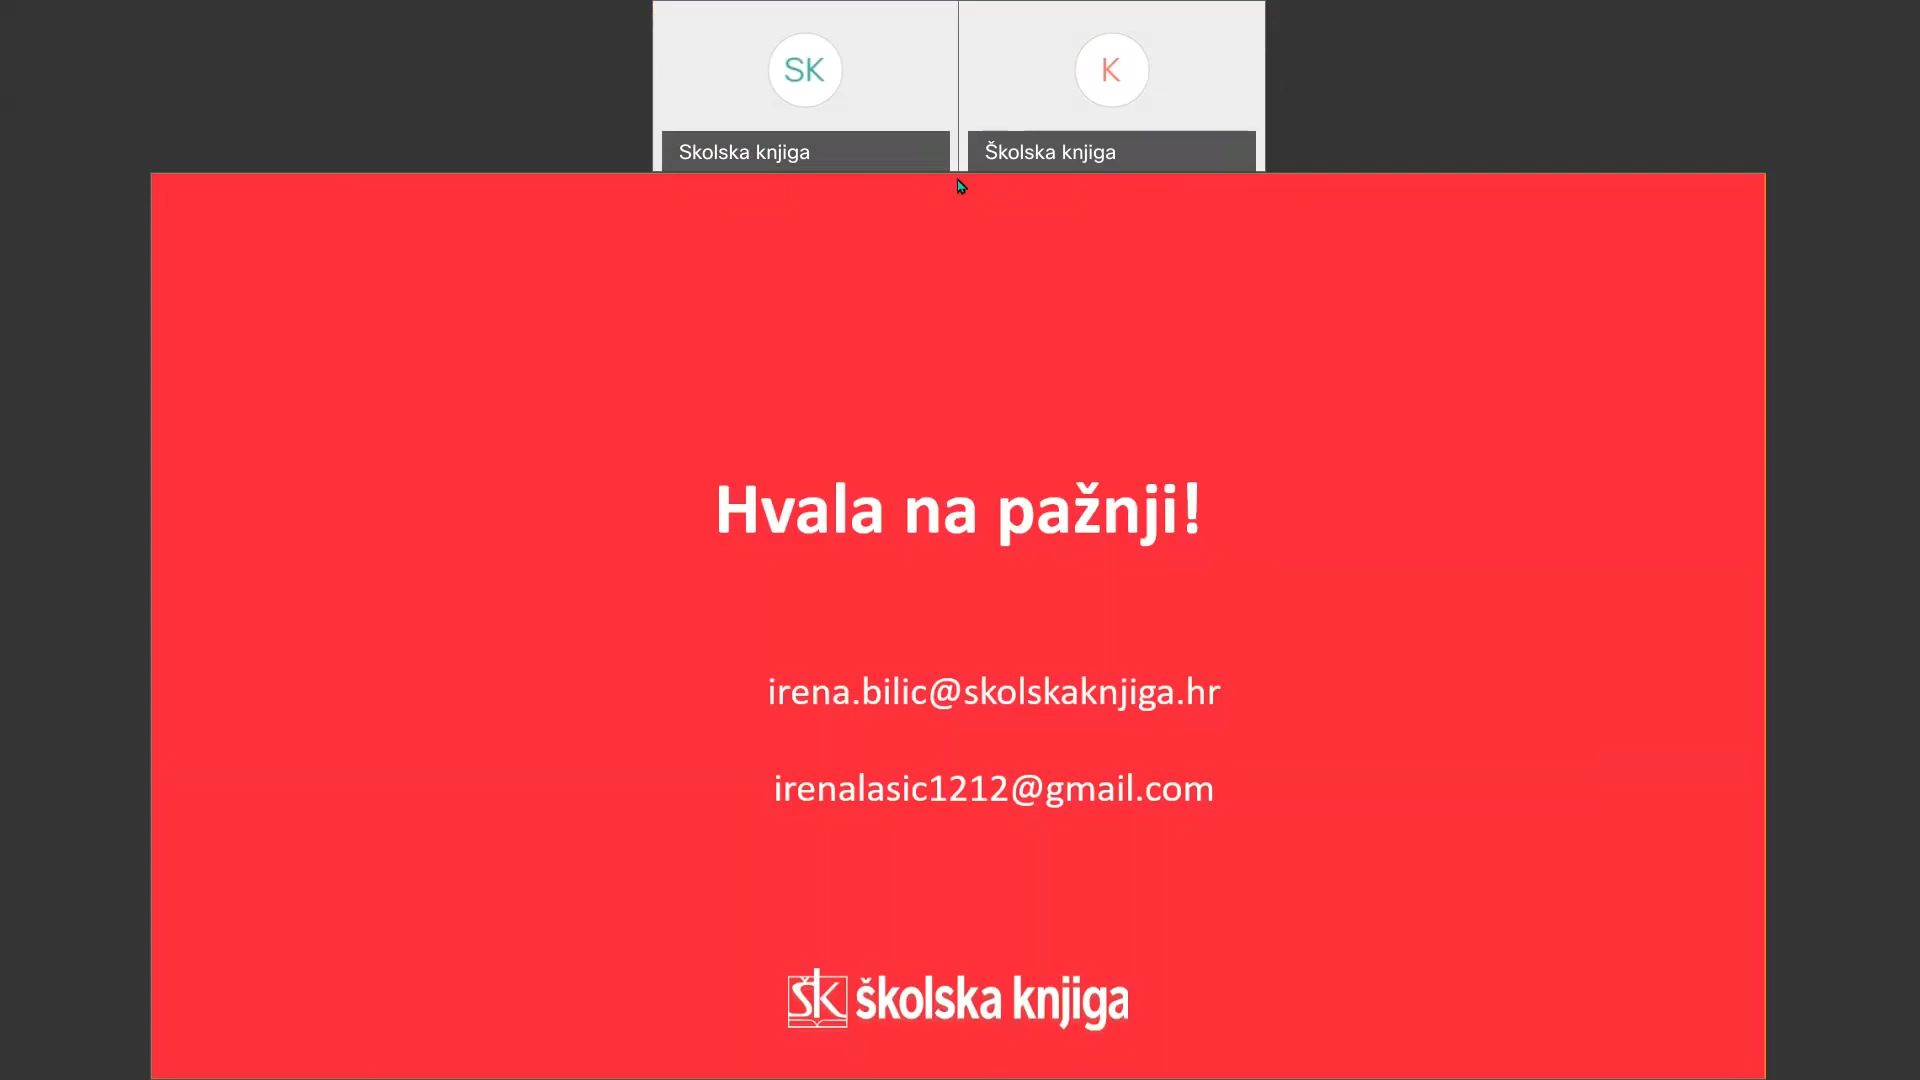 SK
K
Skolska knjiga
Školska knjiga
Hvala na pažnji!
irena.bilic@skolskaknjiga.hr
irenalasic1212@gmail.com
ŠK školska knjiga